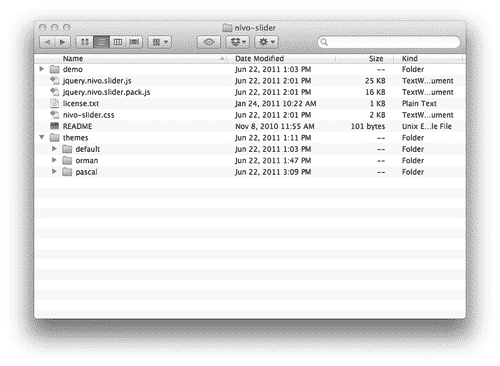 nivo-slider
Name Date Modified Size Kind
demo Jun 22, 2011 1:03 PM -- Folder
jquery.nivo.slider.js Jun 22, 2011 2:01 PM 25 KB TextW...ument
jquery.nivo.slider.pack.js Jun 22, 2011 2:01 PM 16 KB TextW...ument
license.txt Jan 24, 2011 10:22 AM 1 KB Plain Text
nivo-slider.css Jun 22, 2011 2:01 PM 2 KB TextW...ument
README Nov 8, 2010 11:55 AM 101 bytes Unix E...le File
themes Jun 22, 2011 1:11 PM -- Folder
default Jun 22, 2011 1:03 PM -- Folder
orman Jun 22, 2011 1:47 PM -- Folder
pascal Jun 22, 2011 3:09 PM -- Folder